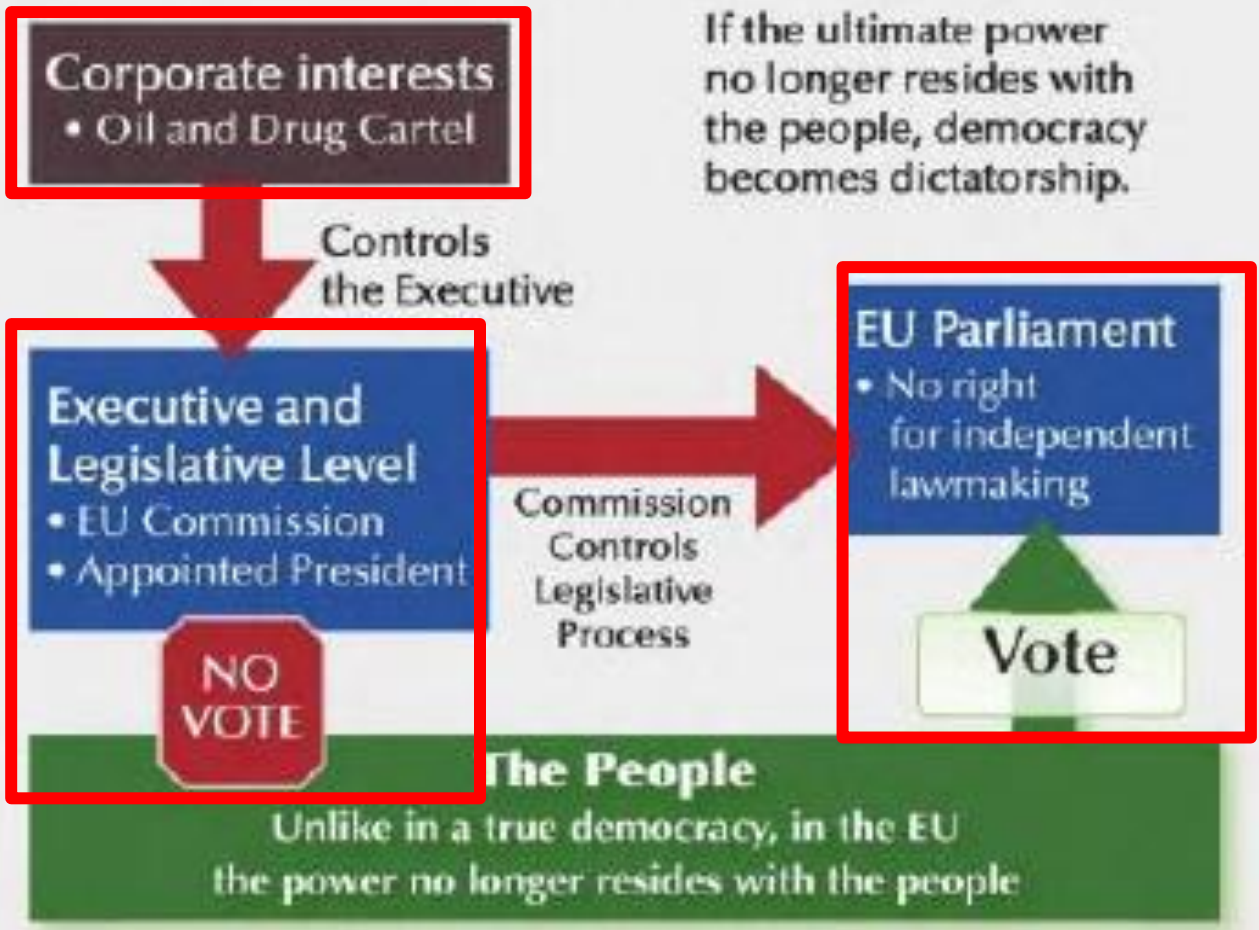 Corporate interests
• Oil and Drug Cartel
If the ultimate power
no longer resides with
the people, democracy
becomes dictatorship.
Controls
the Executive
Executive and
Legislative Level
• EU Commission
• Appointed President
Commission
Controls
Legislative
Process
EU Parliament
• No right
for independent
lawmaking
NO
VOTE
Vote
The People
Unlike in a true democracy, in the EU
the power no longer resides with the people